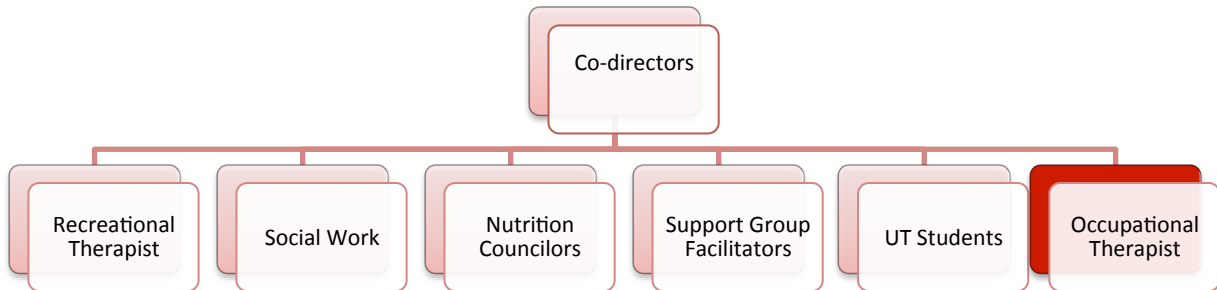 Co-directors
Recreational
Therapist
Social Work
Nutrition
Councilors
Support Group
Facilitators
UT Students
Occupational
Therapist